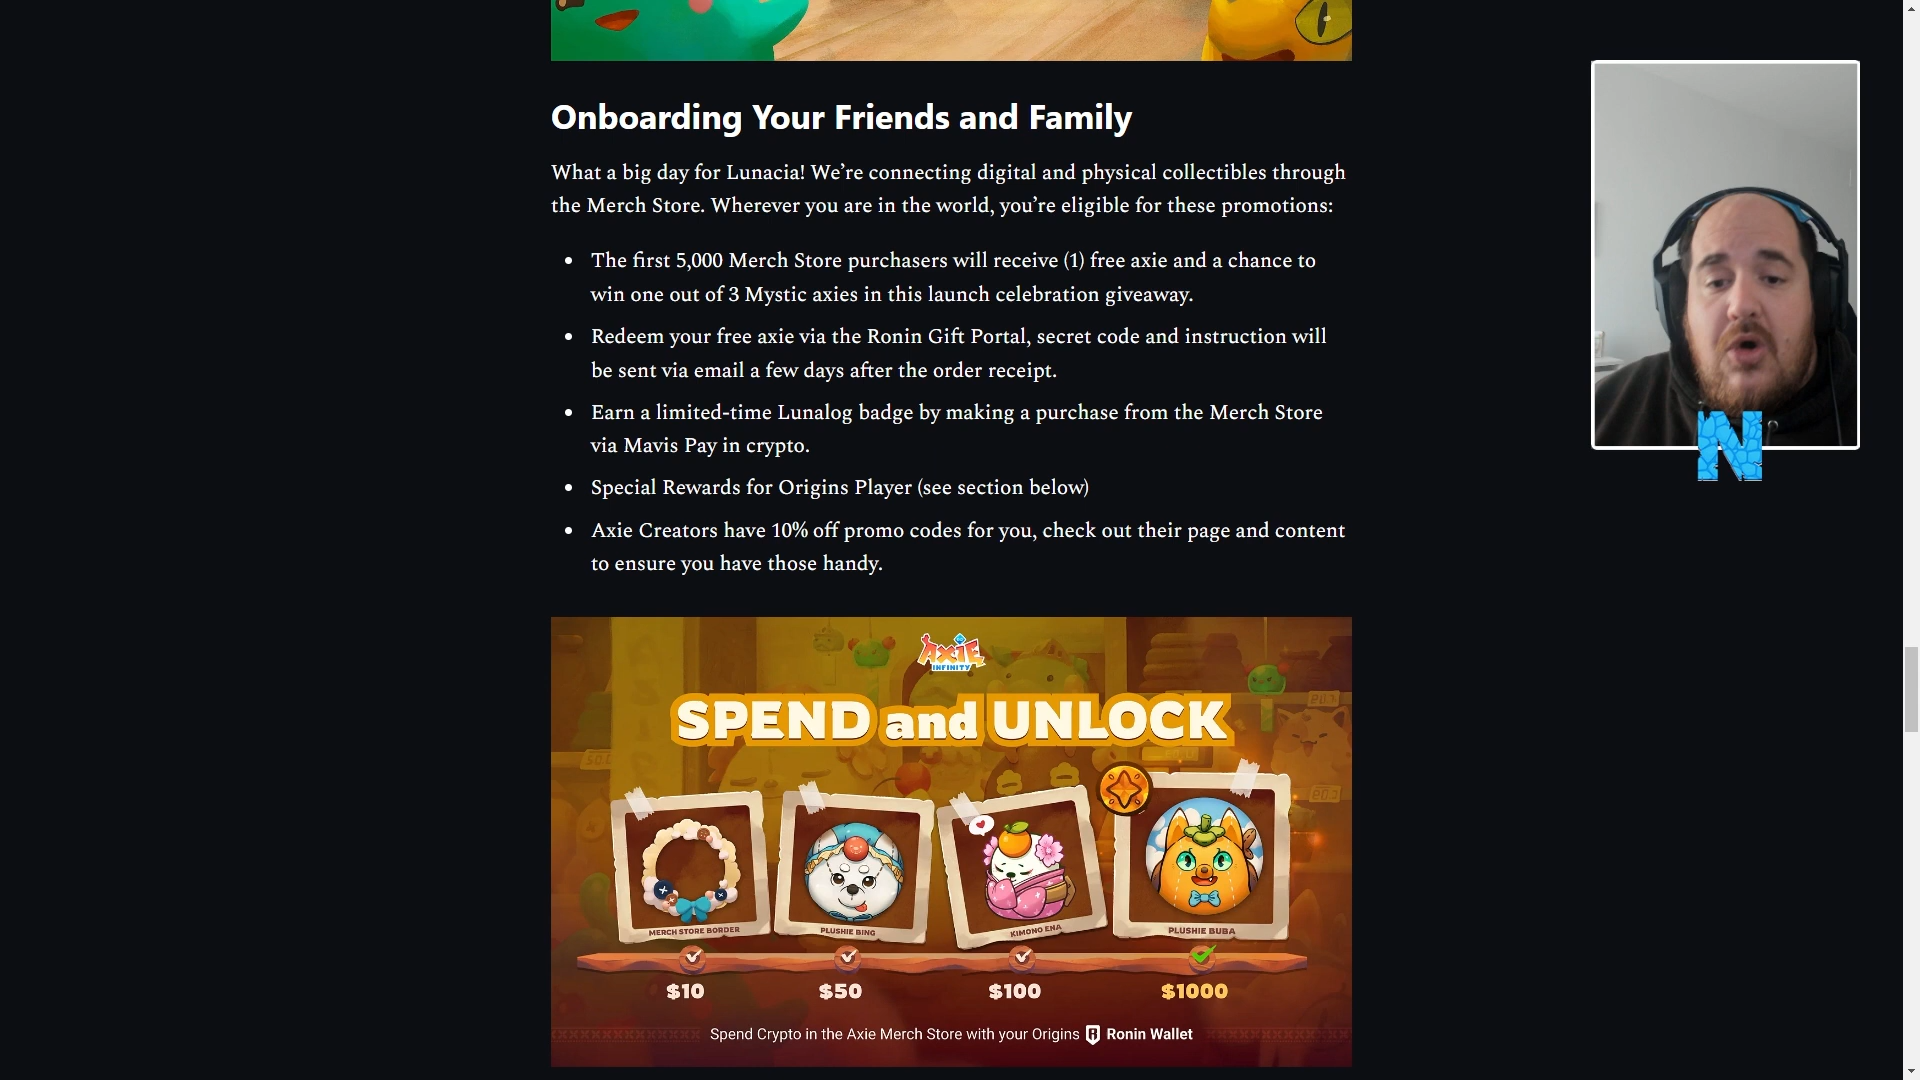 Onboarding Your Friends and Family
What a big day for Lunacia! We’re connecting digital and physical collectibles through
the Merch Store. Wherever you are in the world, you’re eligible for these promotions:
The first 5,000 Merch Store purchasers will receive (1) free axie and a chance to
win one out of 3 Mystic axies in this launch celebration giveaway.
Redeem your free axie via the Ronin Gift Portal, secret code and instruction will
be sent via email a few days after the order receipt.
Earn a limited-time Lunalog badge by making a purchase from the Merch Store
via Mavis Pay in crypto.
Special Rewards for Origins Player (see section below)
Axie Creators have 10% off promo codes for you, check out their page and content
to ensure you have those handy.
AXIE
INFINITY
SPEND and UNLOCK
MERCH STORE BORDER
PLUSHIE BING
KIMONO ENA
PLUSHIE BUBA
$10
$50
$100
$1000
Spend Crypto in the Axie Merch Store with your Origins Ronin Wallet
N